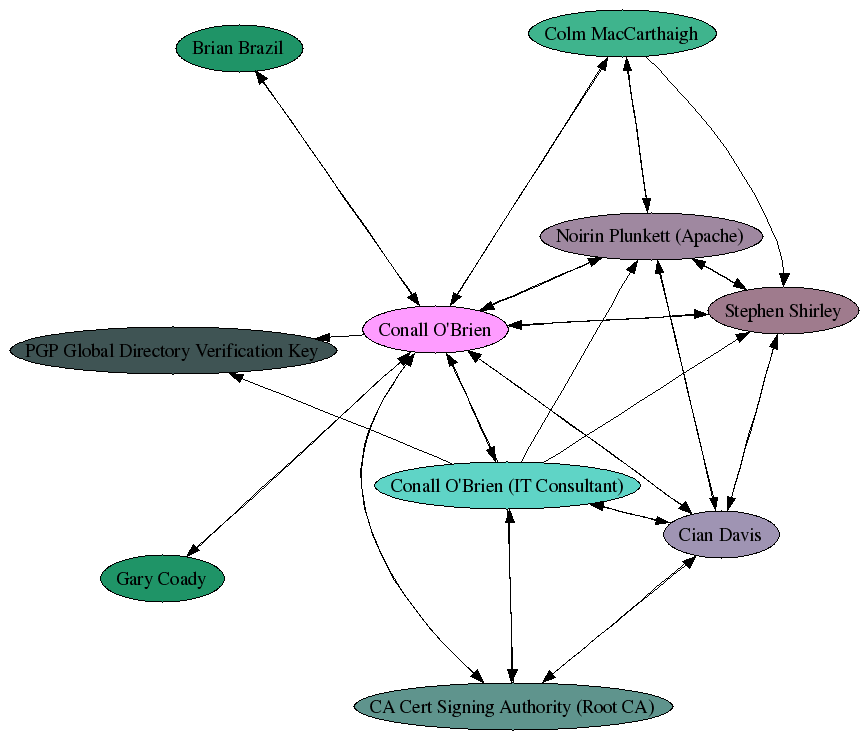 Colm MacCarthaigh
Brian Brazil
Noirin Plunkett (Apache)
Stephen Shirley
Conall O'Brien
PGP Global Directory Verification Key
Conall O'Brien (IT Consultant)
Cian Davis
Gary Coady
CA Cert Signing Authority (Root CA)